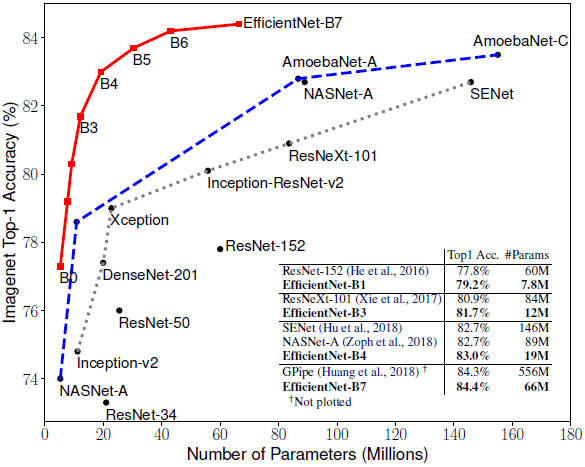 EfficientNet-B7
84
B6
AmoebaNet-C
B5
AmoebaNet-A
B4
NASNet-A
SENet
82
B3
ResNeXt-101
80
Inception-ResNet-v2
Xception
78
ResNet-152
DenseNet-201
B0
76
ResNet-50
Inception-v2
74
NASNet-A
ResNet-34
Imagenet Top-1 Accuracy (%)
Top1 Acc. #Params
ResNet-152 (He et al., 2016) 77.8% 60M
EfficientNet-B1 79.2% 7.8M
ResNeXt-101 (Xie et al., 2017) 80.9% 84M
EfficientNet-B3 81.7% 12M
SENet (Hu et al., 2018) 82.7% 146M
NASNet-A (Zoph et al., 2018) 82.7% 89M
EfficientNet-B4 83.0% 19M
GPipe (Huang et al., 2018) † 84.3% 556M
EfficientNet-B7 84.4% 66M
†Not plotted
0 20 40 60 80 100 120 140 160 180
Number of Parameters (Millions)